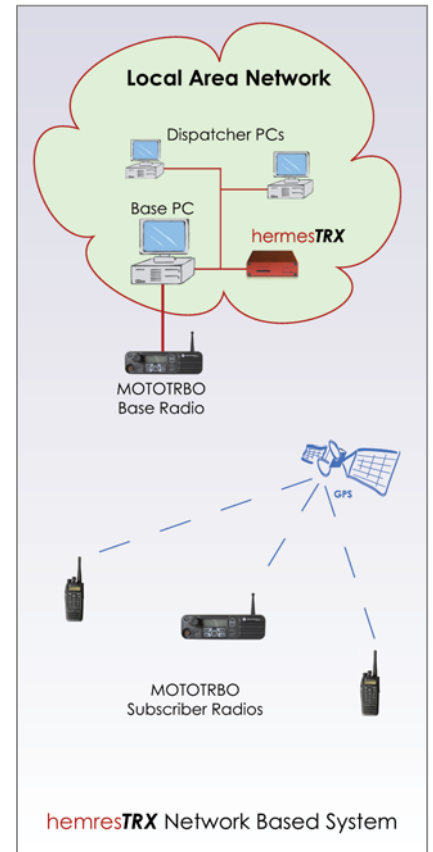 Local Area Network
Dispatcher PCs
Base PC
hermesTRX
MOTOTRBO
Base Radio
GPS
MOTOTRBO
Subscriber Radios
hemresTRX Network Based System